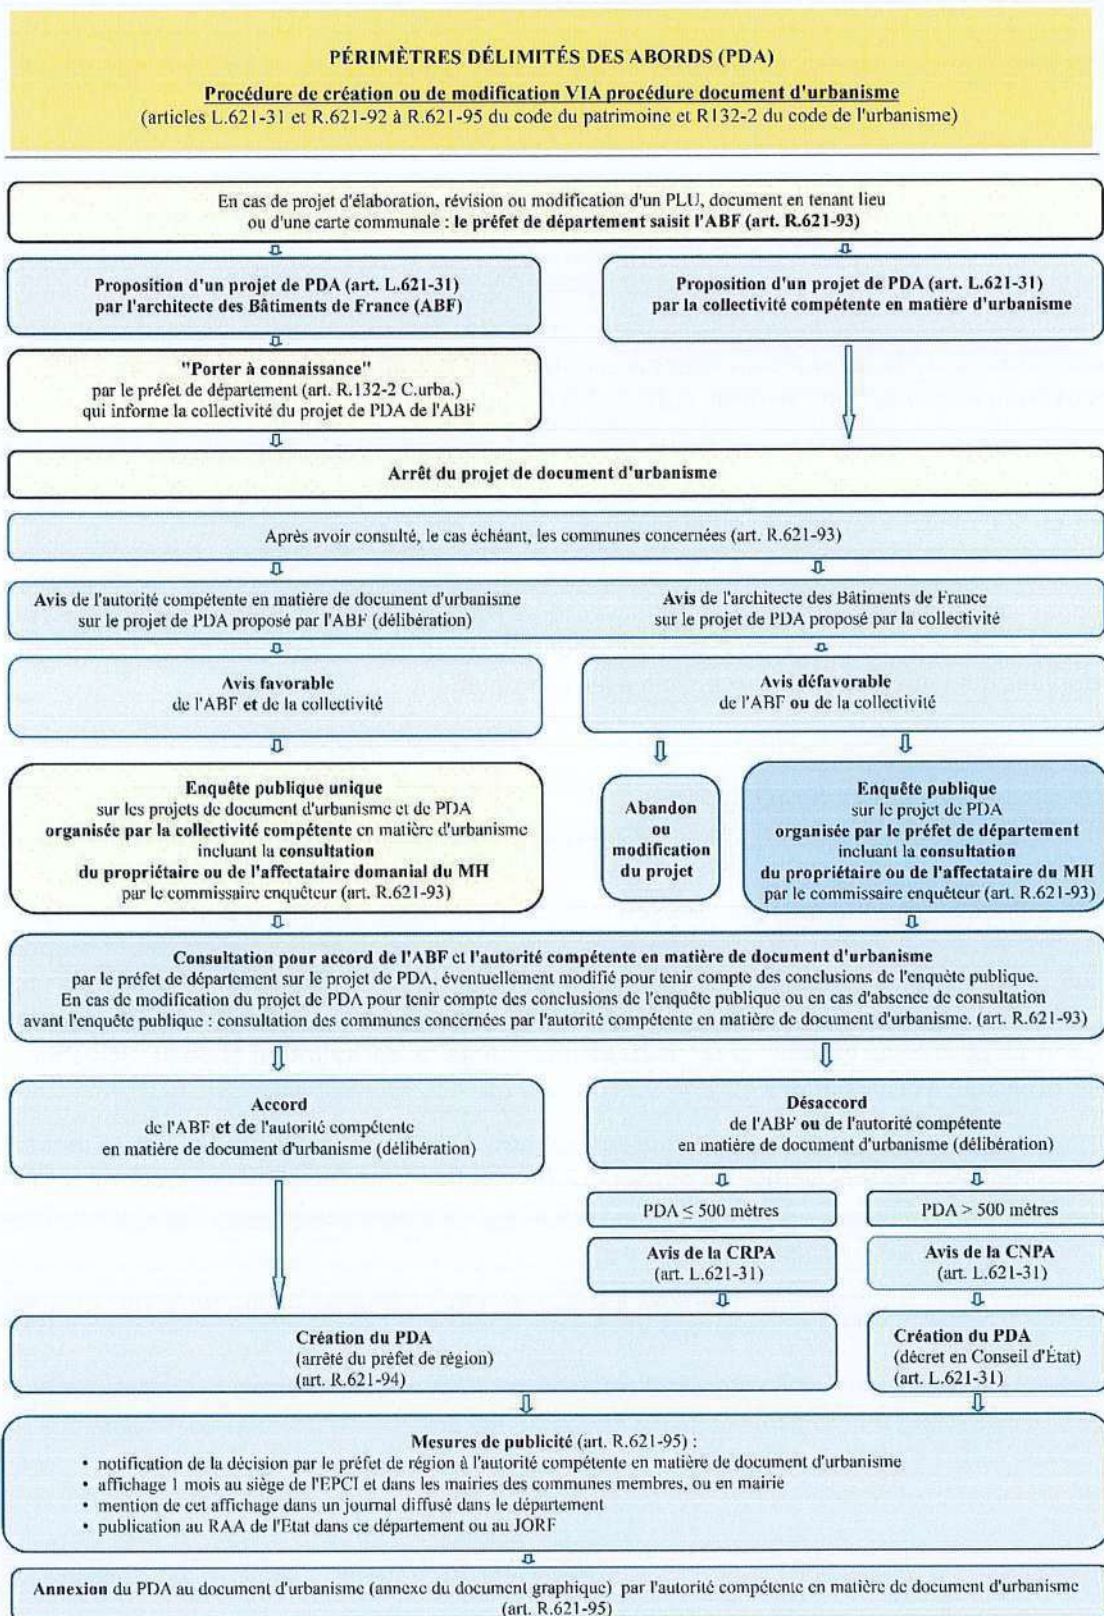 PÉRIMÈTRES DÉLIMITÉS DES ABORDS (PDA)
Procédure de création ou de modification VIA procédure document d'urbanisme
(articles L.621-31 et R.621-92 à R.621-95 du code du patrimoine et R132-2 du code de l'urbanisme)
En cas de projet d'élaboration, révision ou modification d'un PLU, document en tenant lieu
ou d'une carte communale : le préfet de département saisit l'ABF (art. R.621-93)
Proposition d'un projet de PDA (art. L.621-31)
par l'architecte des Bâtiments de France (ABF)
Proposition d'un projet de PDA (art. L.621-31)
par la collectivité compétente en matière d'urbanisme
"Porter à connaissance"
par le préfet de département (art. R.132-2 C.urba.)
qui informe la collectivité du projet de PDA de l'ABF
Arrêt du projet de document d'urbanisme
Après avoir consulté, le cas échéant, les communes concernées (art. R.621-93)
Avis de l'autorité compétente en matière de document d'urbanisme
sur le projet de PDA proposé par l'ABF (délibération)
Avis de l'architecte des Bâtiments de France
sur le projet de PDA proposé par la collectivité
Avis favorable
de l'ABF et de la collectivité
Avis défavorable
de l'ABF ou de la collectivité
Enquête publique unique
sur les projets de document d'urbanisme et de PDA
organisée par la collectivité compétente en matière d'urbanisme
incluant la consultation
du propriétaire ou de l'affectataire domanial du MH
par le commissaire enquêteur (art. R.621-93)
Abandon
ou
modification
du projet
Enquête publique
sur le projet de PDA
organisée par le préfet de département
incluant la consultation
du propriétaire ou de l'affectataire du MH
par le commissaire enquêteur (art. R.621-93)
Consultation pour accord de l'ABF et l'autorité compétente en matière de document d'urbanisme
par le préfet de département sur le projet de PDA, éventuellement modifié pour tenir compte des conclusions de l'enquête publique.
En cas de modification du projet de PDA pour tenir compte des conclusions de l'enquête publique ou en cas d'absence de consultation
avant l'enquête publique : consultation des communes concernées par l'autorité compétente en matière de document d'urbanisme. (art. R.621-93)
Accord
de l'ABF et de l'autorité compétente
en matière de document d'urbanisme (délibération)
Désaccord
de l'ABF ou de l'autorité compétente
en matière de document d'urbanisme (délibération)
PDA ≤ 500 mètres
PDA > 500 mètres
Avis de la CRPA
(art. L.621-31)
Avis de la CNPA
(art. L.621-31)
Création du PDA
(arrêté du préfet de région)
(art. R.621-94)
Création du PDA
(décret en Conseil d'État)
(art. L.621-31)
Mesures de publicité (art. R.621-95) :
• notification de la décision par le préfet de région à l'autorité compétente en matière de document d'urbanisme
• affichage 1 mois au siège de l'EPCI et dans les mairies des communes membres, ou en mairie
• mention de cet affichage dans un journal diffusé dans le département
• publication au RAA de l'Etat dans ce département ou au JORF
Annexion du PDA au document d'urbanisme (annexe du document graphique) par l'autorité compétente en matière de document d'urbanisme
(art. R.621-95)